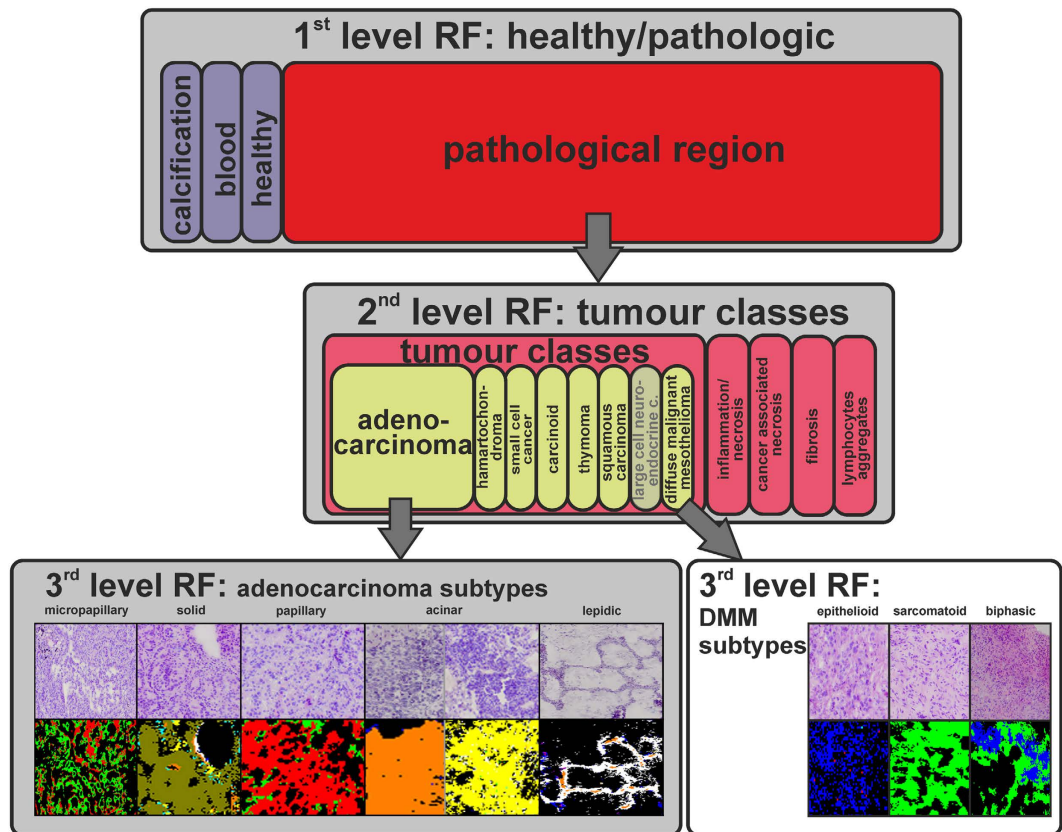 1st level RF: healthy/pathologic
calcification
blood
healthy
pathological region
2nd level RF: tumour classes
tumour classes
adeno-
carcinoma
hamartochon-
droma
small cell
cancer
carcinoid
thymoma
squamous
carcinoma
large cell neuro-
endocrine c.
diffuse malignant
mesothelioma
inflammation/
necrosis
cancer associated
necrosis
fibrosis
lymphocytes
aggregates
3rd level RF: adenocarcinoma subtypes
micropapillary solid papillary acinar lepidic
3rd level RF:
DMM
subtypes
epithelioid sarcomatoid biphasic